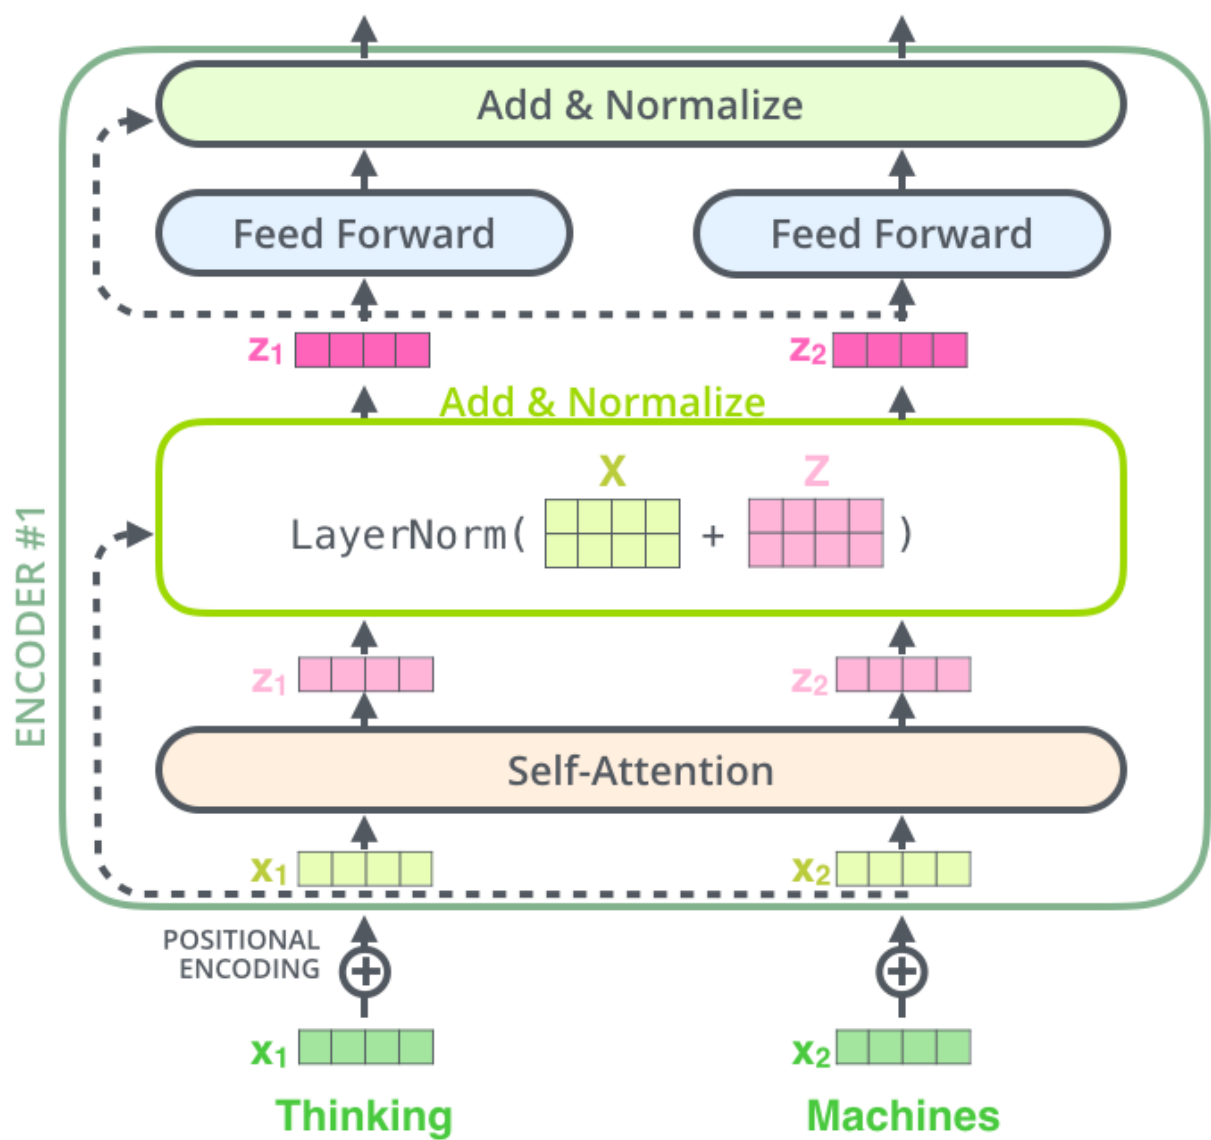 Add & Normalize
Feed Forward
Feed Forward
z1
z2
Add & Normalize
X
Z
LayerNorm(
+
)
z1
z2
Self-Attention
x1
x2
ENCODER #1
POSITIONAL
ENCODING
x1
x2
Thinking
Machines